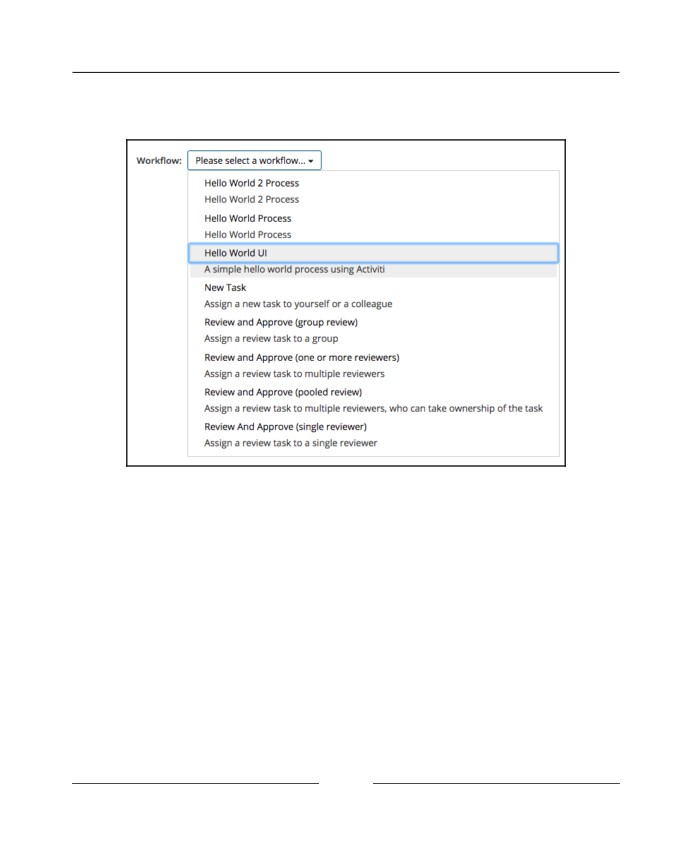 Workflow: Please select a workflow...
Hello World 2 Process
Hello World 2 Process
Hello World Process
Hello World Process
Hello World UI
A simple hello world process using Activiti
New Task
Assign a new task to yourself or a colleague
Review and Approve (group review)
Assign a review task to a group
Review and Approve (one or more reviewers)
Assign a review task to multiple reviewers
Review and Approve (pooled review)
Assign a review task to multiple reviewers, who can take ownership of the task
Review And Approve (single reviewer)
Assign a review task to a single reviewer